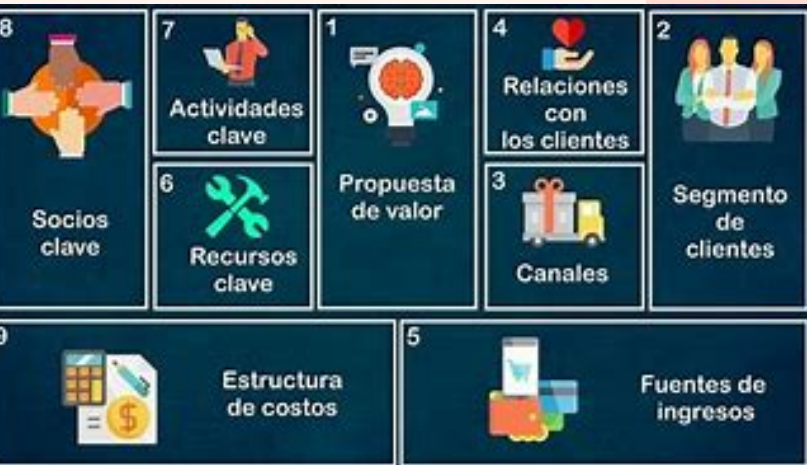 8
Socios
clave
7
Actividades
clave
6
Recursos
clave
1
Propuesta
de valor
4
Relaciones
con
los clientes
3
Canales
2
Segmento
de
clientes
9
Estructura
de costos
$
5
Fuentes de
ingresos